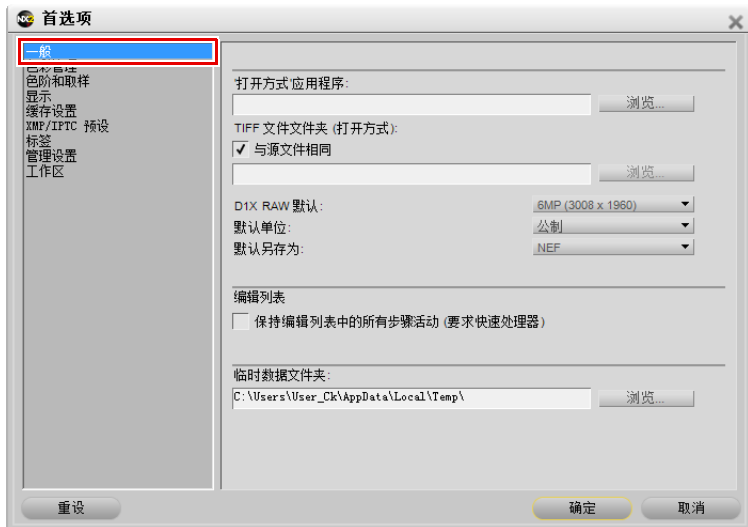 NX2 首选项
一般
色彩管理
色阶和取样
显示
缓存设置
XMP/IPTC 预设
标签
管理设置
工作区
'打开方式'应用程序:
浏览...
TIFF 文件文件夹 (打开方式):
与源文件相同
浏览...
D1X RAW 默认: 6MP (3008 x 1960)
默认单位: 公制
默认另存为: NEF
编辑列表
保持编辑列表中的所有步骤活动 (要求快速处理器)
临时数据文件夹:
C:\Users\User_Ck\AppData\Local\Temp\ 浏览...
重设 确定 取消